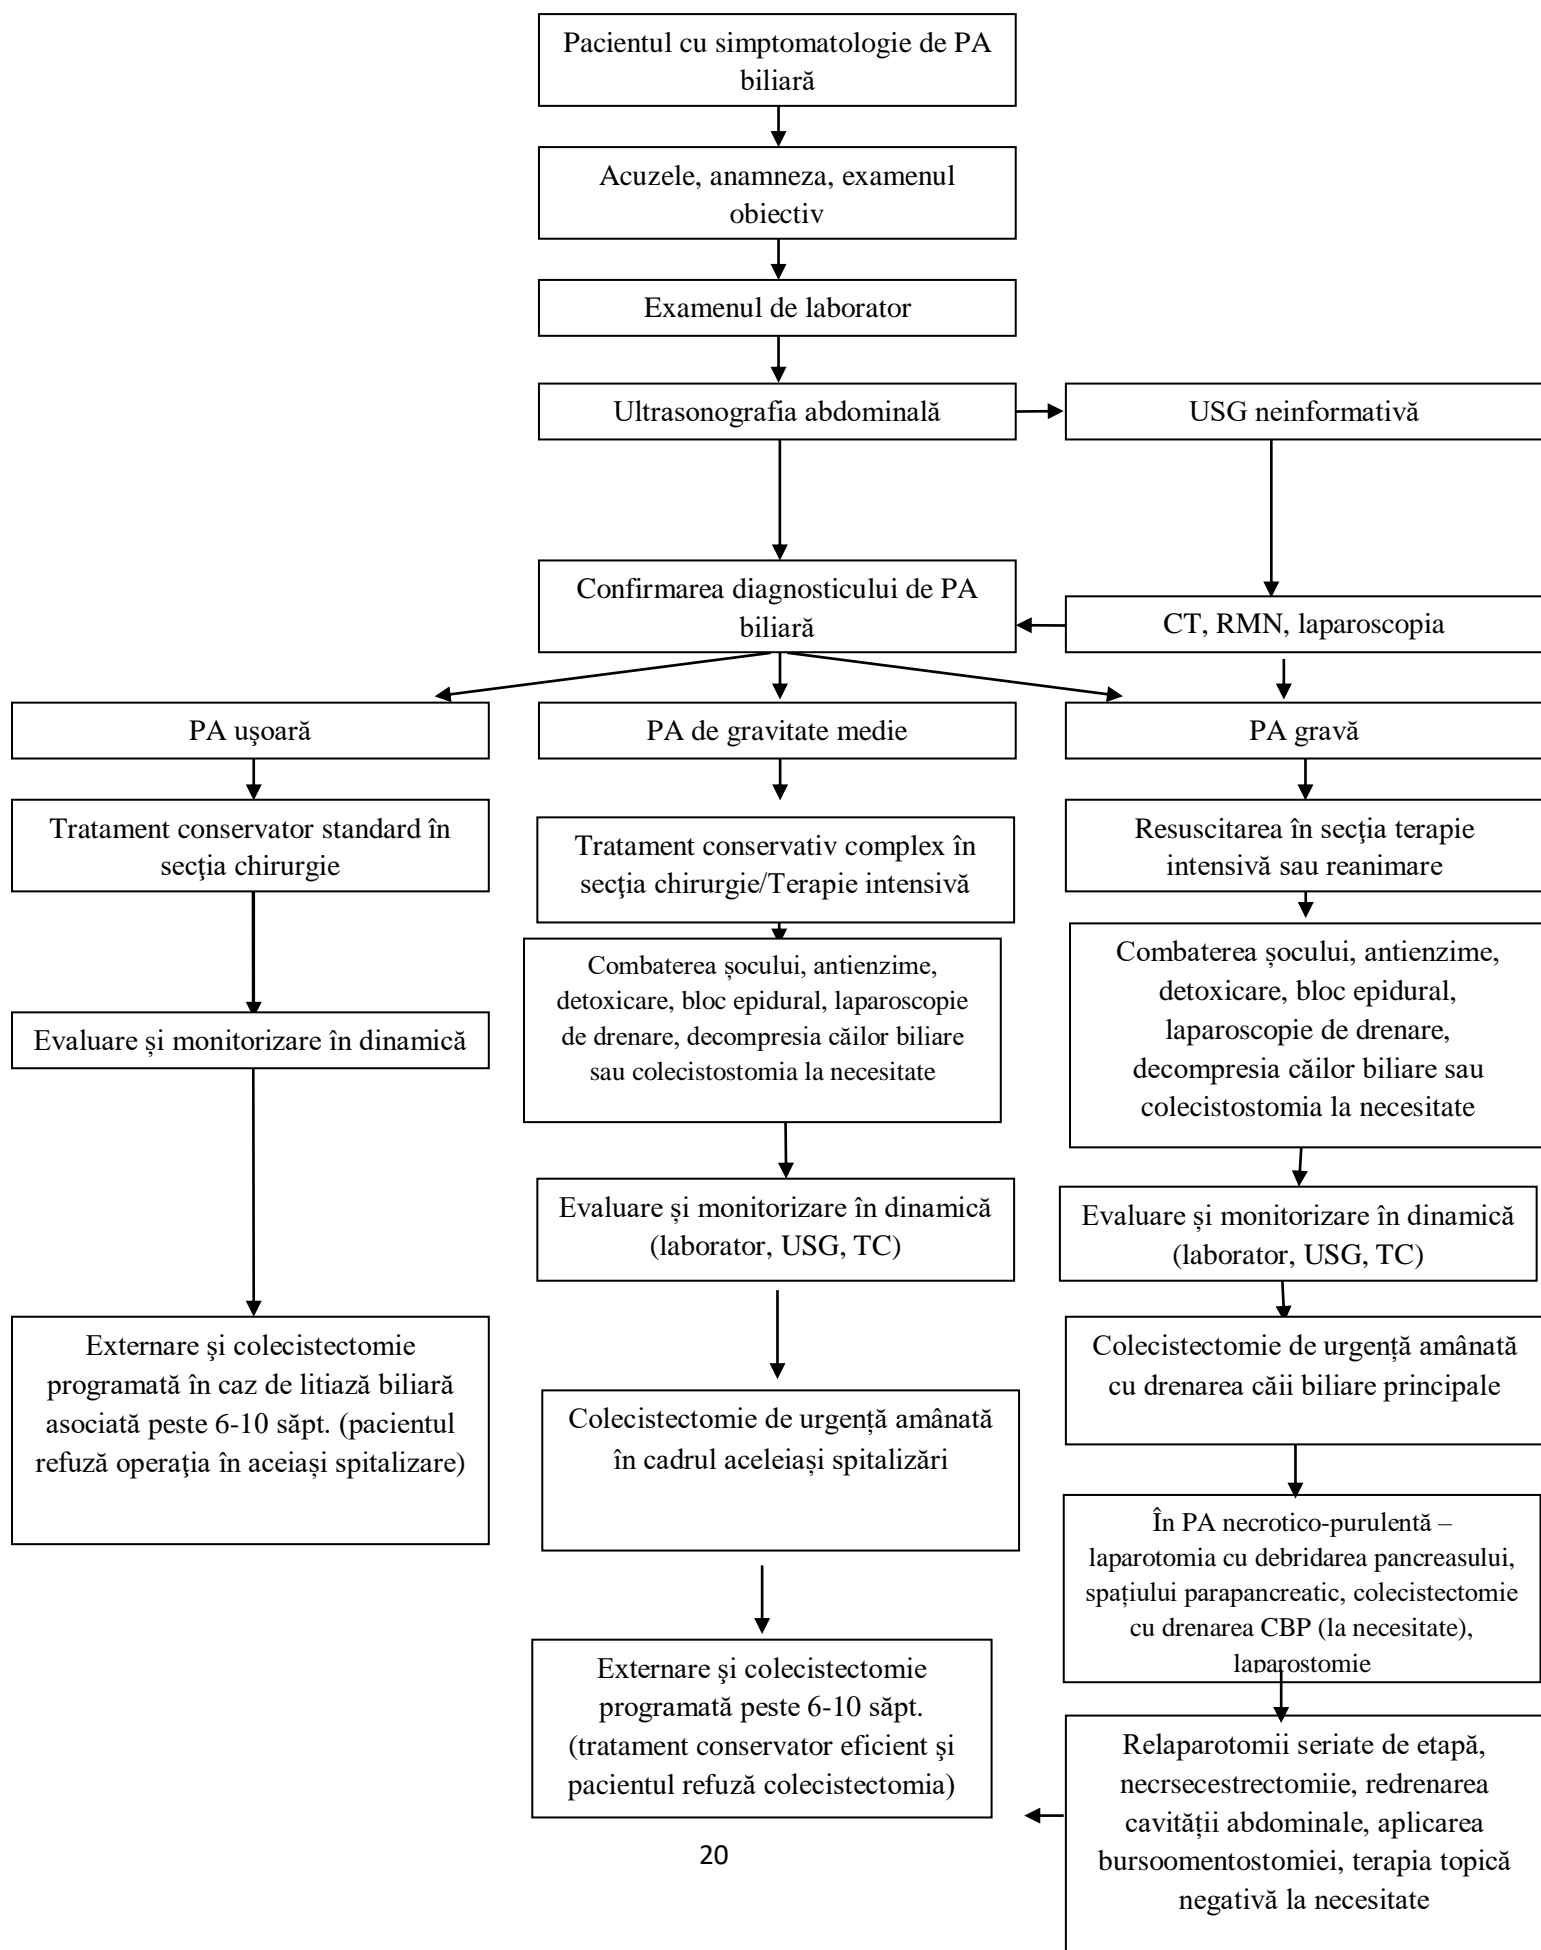 Pacientul cu simptomatologie de PA
biliară
Acuzele, anamneza, examenul
obiectiv
Examenul de laborator
Ultrasonografia abdominală
USG neinformativă
Confirmarea diagnosticului de PA
biliară
CT, RMN, laparoscopia
PA uşoară
PA de gravitate medie
PA gravă
Tratament conservator standard în
secţia chirurgie
Tratament conservativ complex în
secţia chirurgie/Terapie intensivă
Resuscitarea în secţia terapie
intensivă sau reanimare
Evaluare și monitorizare în dinamică
Combaterea șocului, antienzime,
detoxicare, bloc epidural, laparoscopie
de drenare, decompresia căilor biliare
sau colecistostomia la necesitate
Combaterea șocului, antienzime,
detoxicare, bloc epidural,
laparoscopie de drenare,
decompresia căilor biliare sau
colecistostomia la necesitate
Evaluare și monitorizare în dinamică
(laborator, USG, TC)
Evaluare și monitorizare în dinamică
(laborator, USG, TC)
Externare şi colecistectomie
programată în caz de litiază biliară
asociată peste 6-10 săpt. (pacientul
refuză operaţia în aceiași spitalizare)
Colecistectomie de urgență amânată
în cadrul aceleiași spitalizări
Colecistectomie de urgență amânată
cu drenarea căii biliare principale
În PA necrotico-purulentă –
laparotomia cu debridarea pancreasului,
spațiului parapancreatic, colecistectomie
cu drenarea CBP (la necesitate),
laparostomie
Externare şi colecistectomie
programată peste 6-10 săpt.
(tratament conservator eficient şi
pacientul refuză colecistectomia)
Relaparotomii seriate de etapă,
necrsecestrectomiie, redrenarea
cavității abdominale, aplicarea
bursoomentostomiei, terapia topică
negativă la necesitate
20